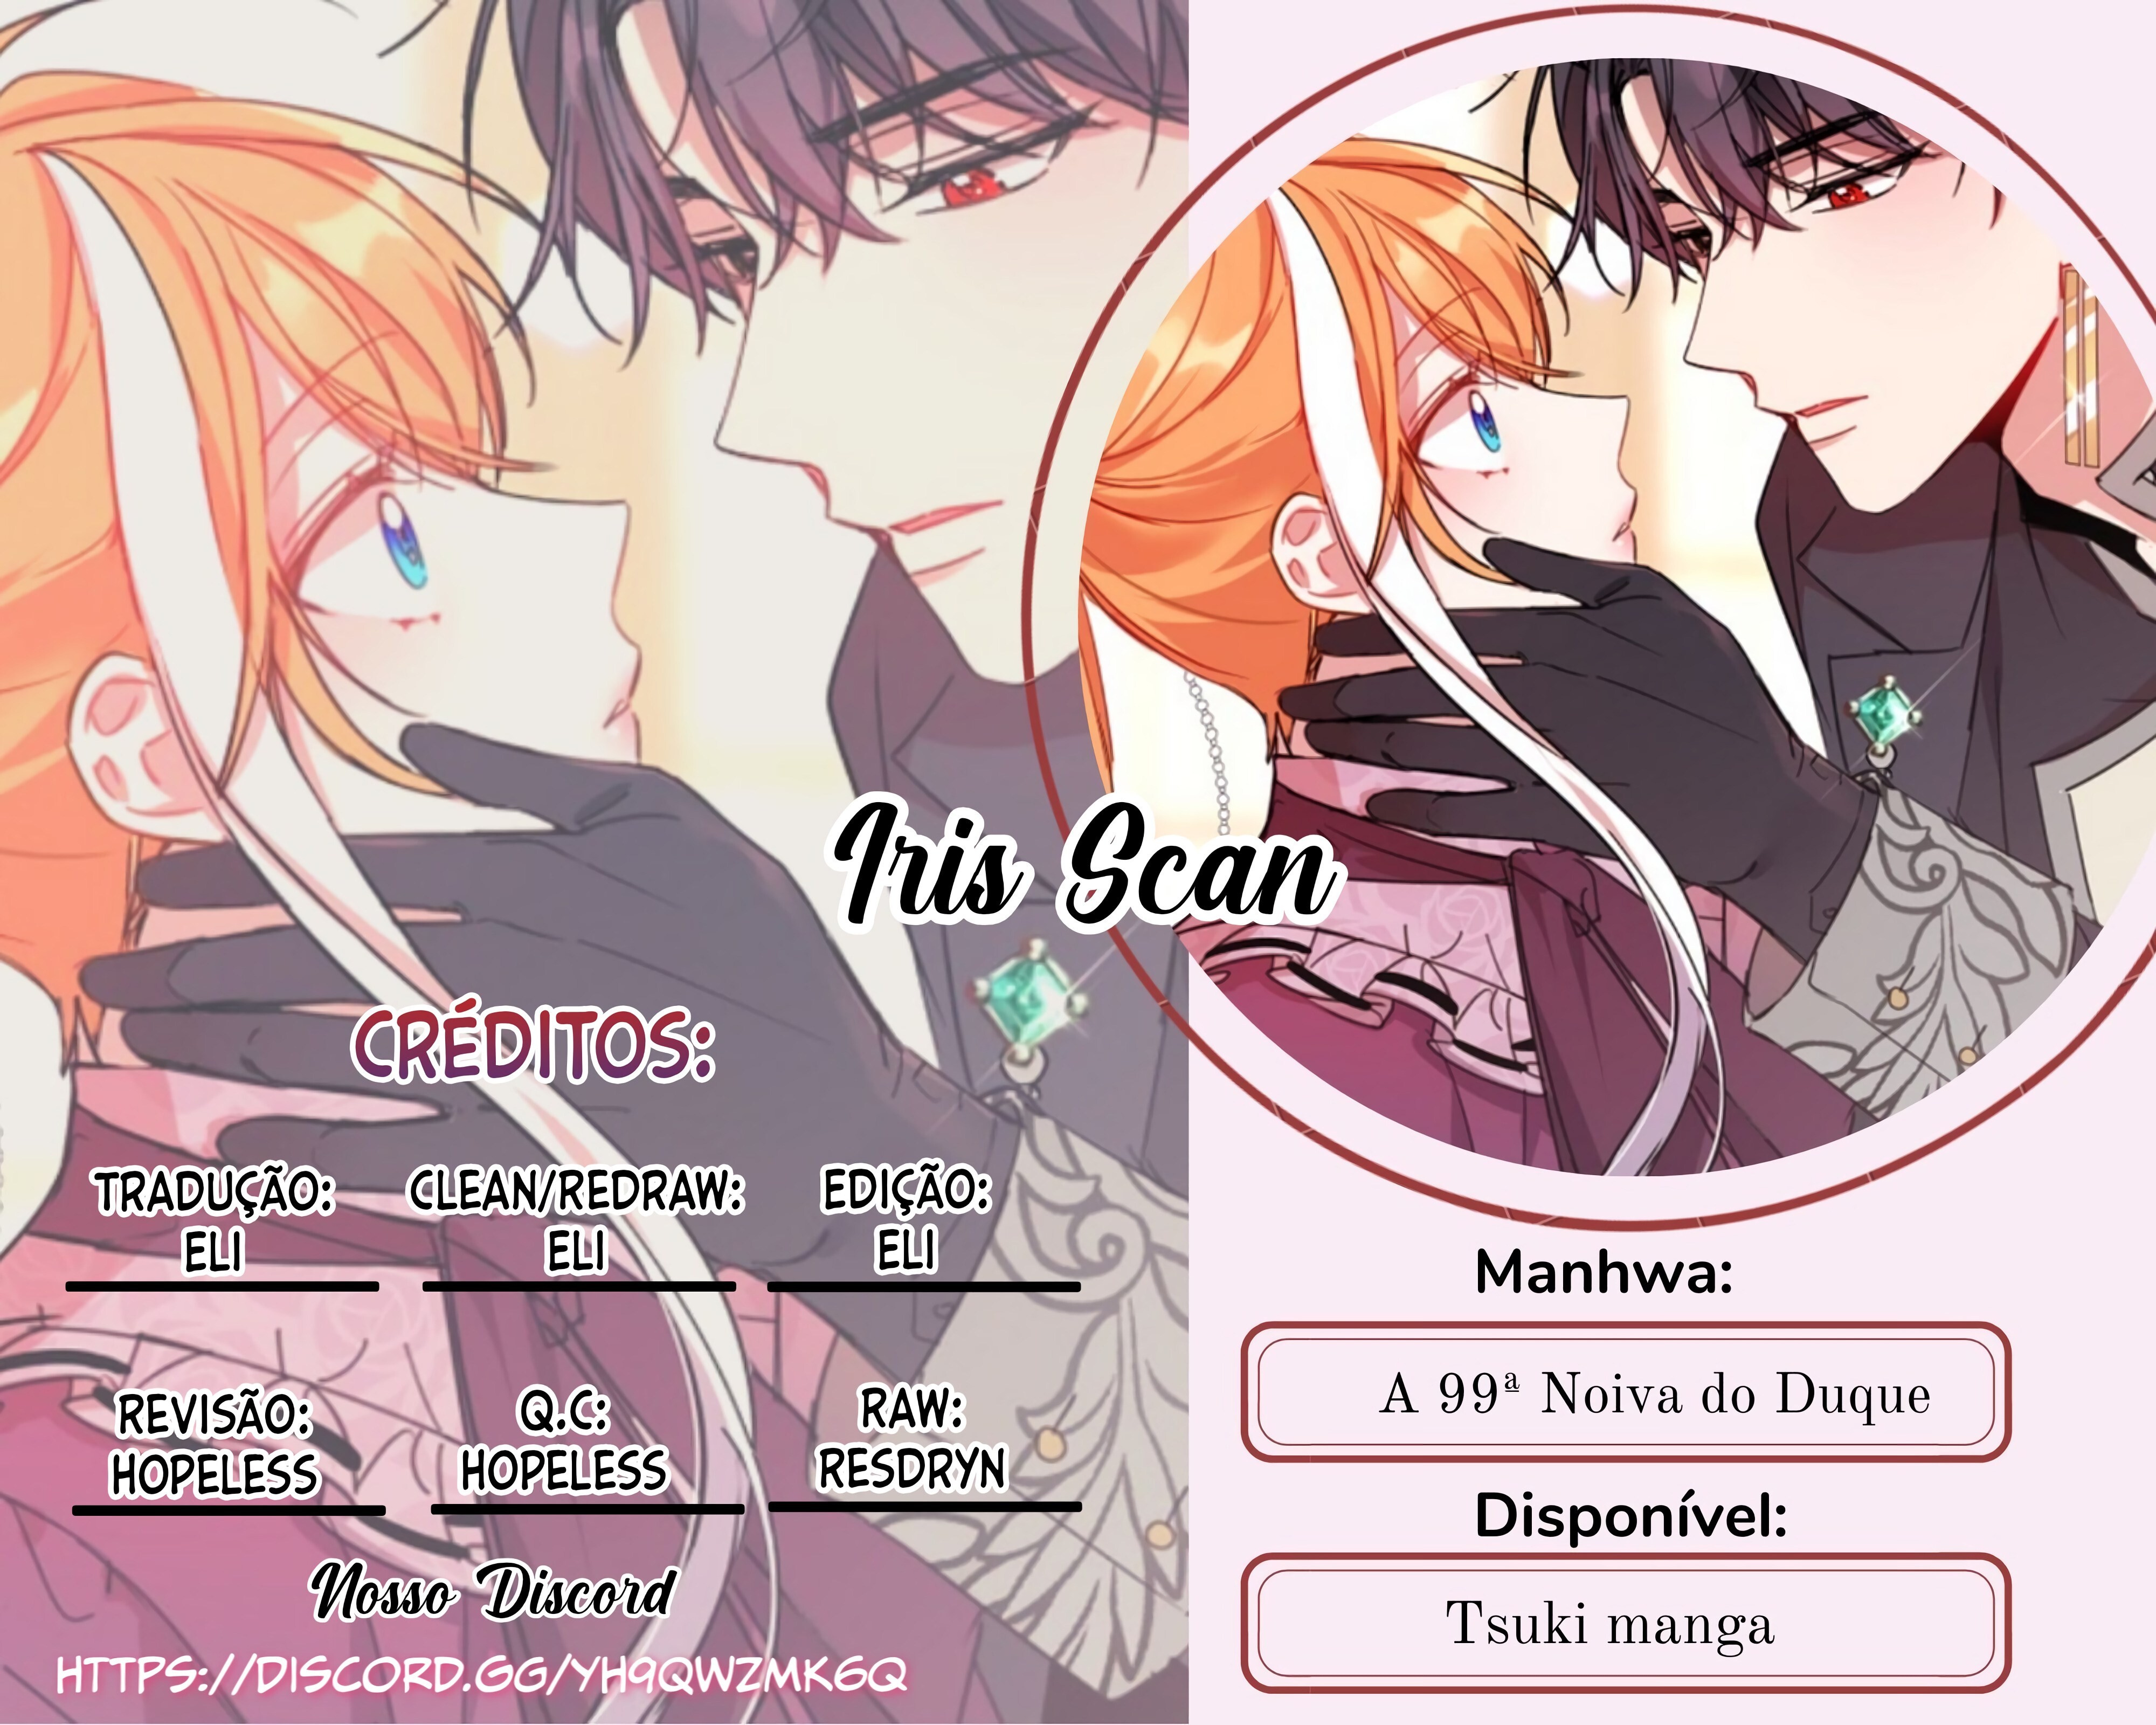 Iris Scan
CRÉDITOS:
TRADUÇÃO:
ELI
CLEAN/REDRAW:
ELI
EDIÇÃO:
ELI
REVISÃO:
HOPELESS
Q.C:
HOPELESS
RAW:
RESDRYN
Nosso Discord
HTTPS://DISCORD.GG/YH9QWZMK6Q
Manhwa:
A 99ª Noiva do Duque
Disponível:
Tsuki manga